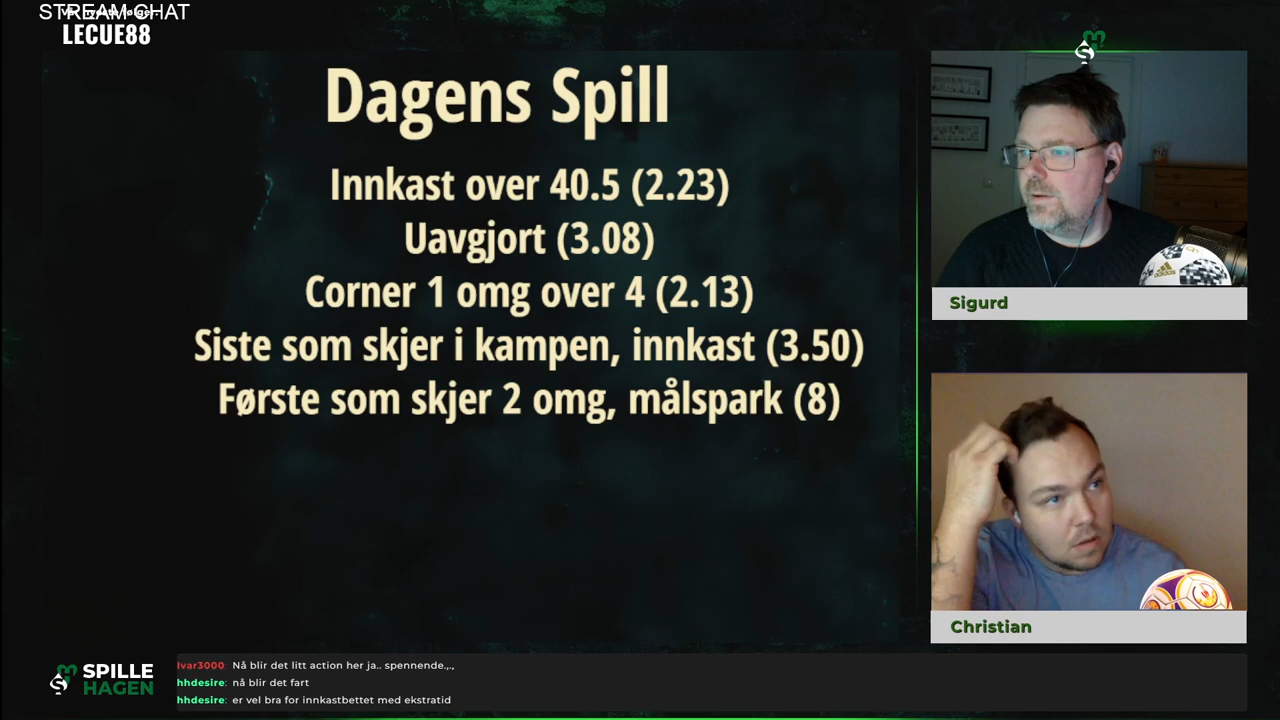 STREAM CHAT
LECUE88
Dagens Spill
Innkast over 40.5 (2.23)
Uavgjort (3.08)
Corner 1 omg over 4 (2.13)
Siste som skjer i kampen, innkast (3.50)
Første som skjer 2 omg, målspark (8)
Sigurd
Christian
SPILLE
HAGEN
Ivar3000: Nå blir det litt action her ja.. spennende.,.,
hhdesire: nå blir det fart
hhdesire: er vel bra for innkastbettet med ekstratid